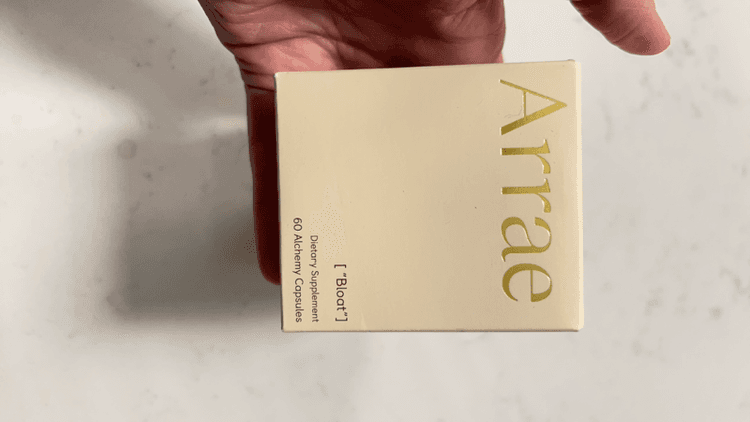 Arrae
[ "Bloat"]
Dietary Supplement
60 Alchemy Capsules